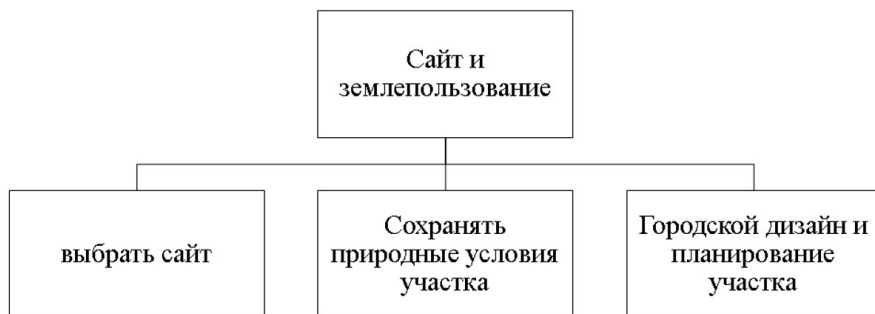 Сайт и
землепользование
выбрать сайт
Сохранять
природные условия
участка
Городской дизайн и
планирование
участка